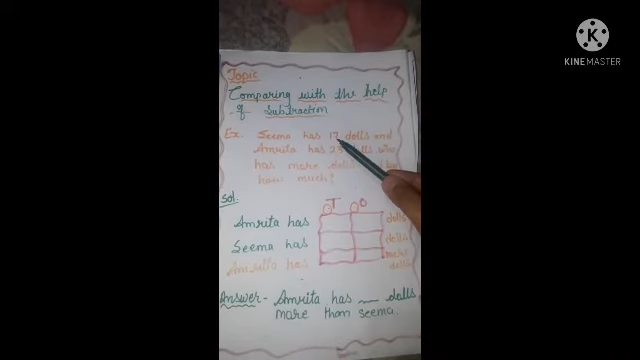 KINEMASTER
Topic
Comparing with the help
of Subtraction
Ex Seema has 17 dolls and
Amrita has 25 dolls who
has more dolls
how much?
Sol.
T O
Amrita has dolls
Seema has dolls
Amrita has more
dolls
Answer- Amrita has __ dolls
more than seema.